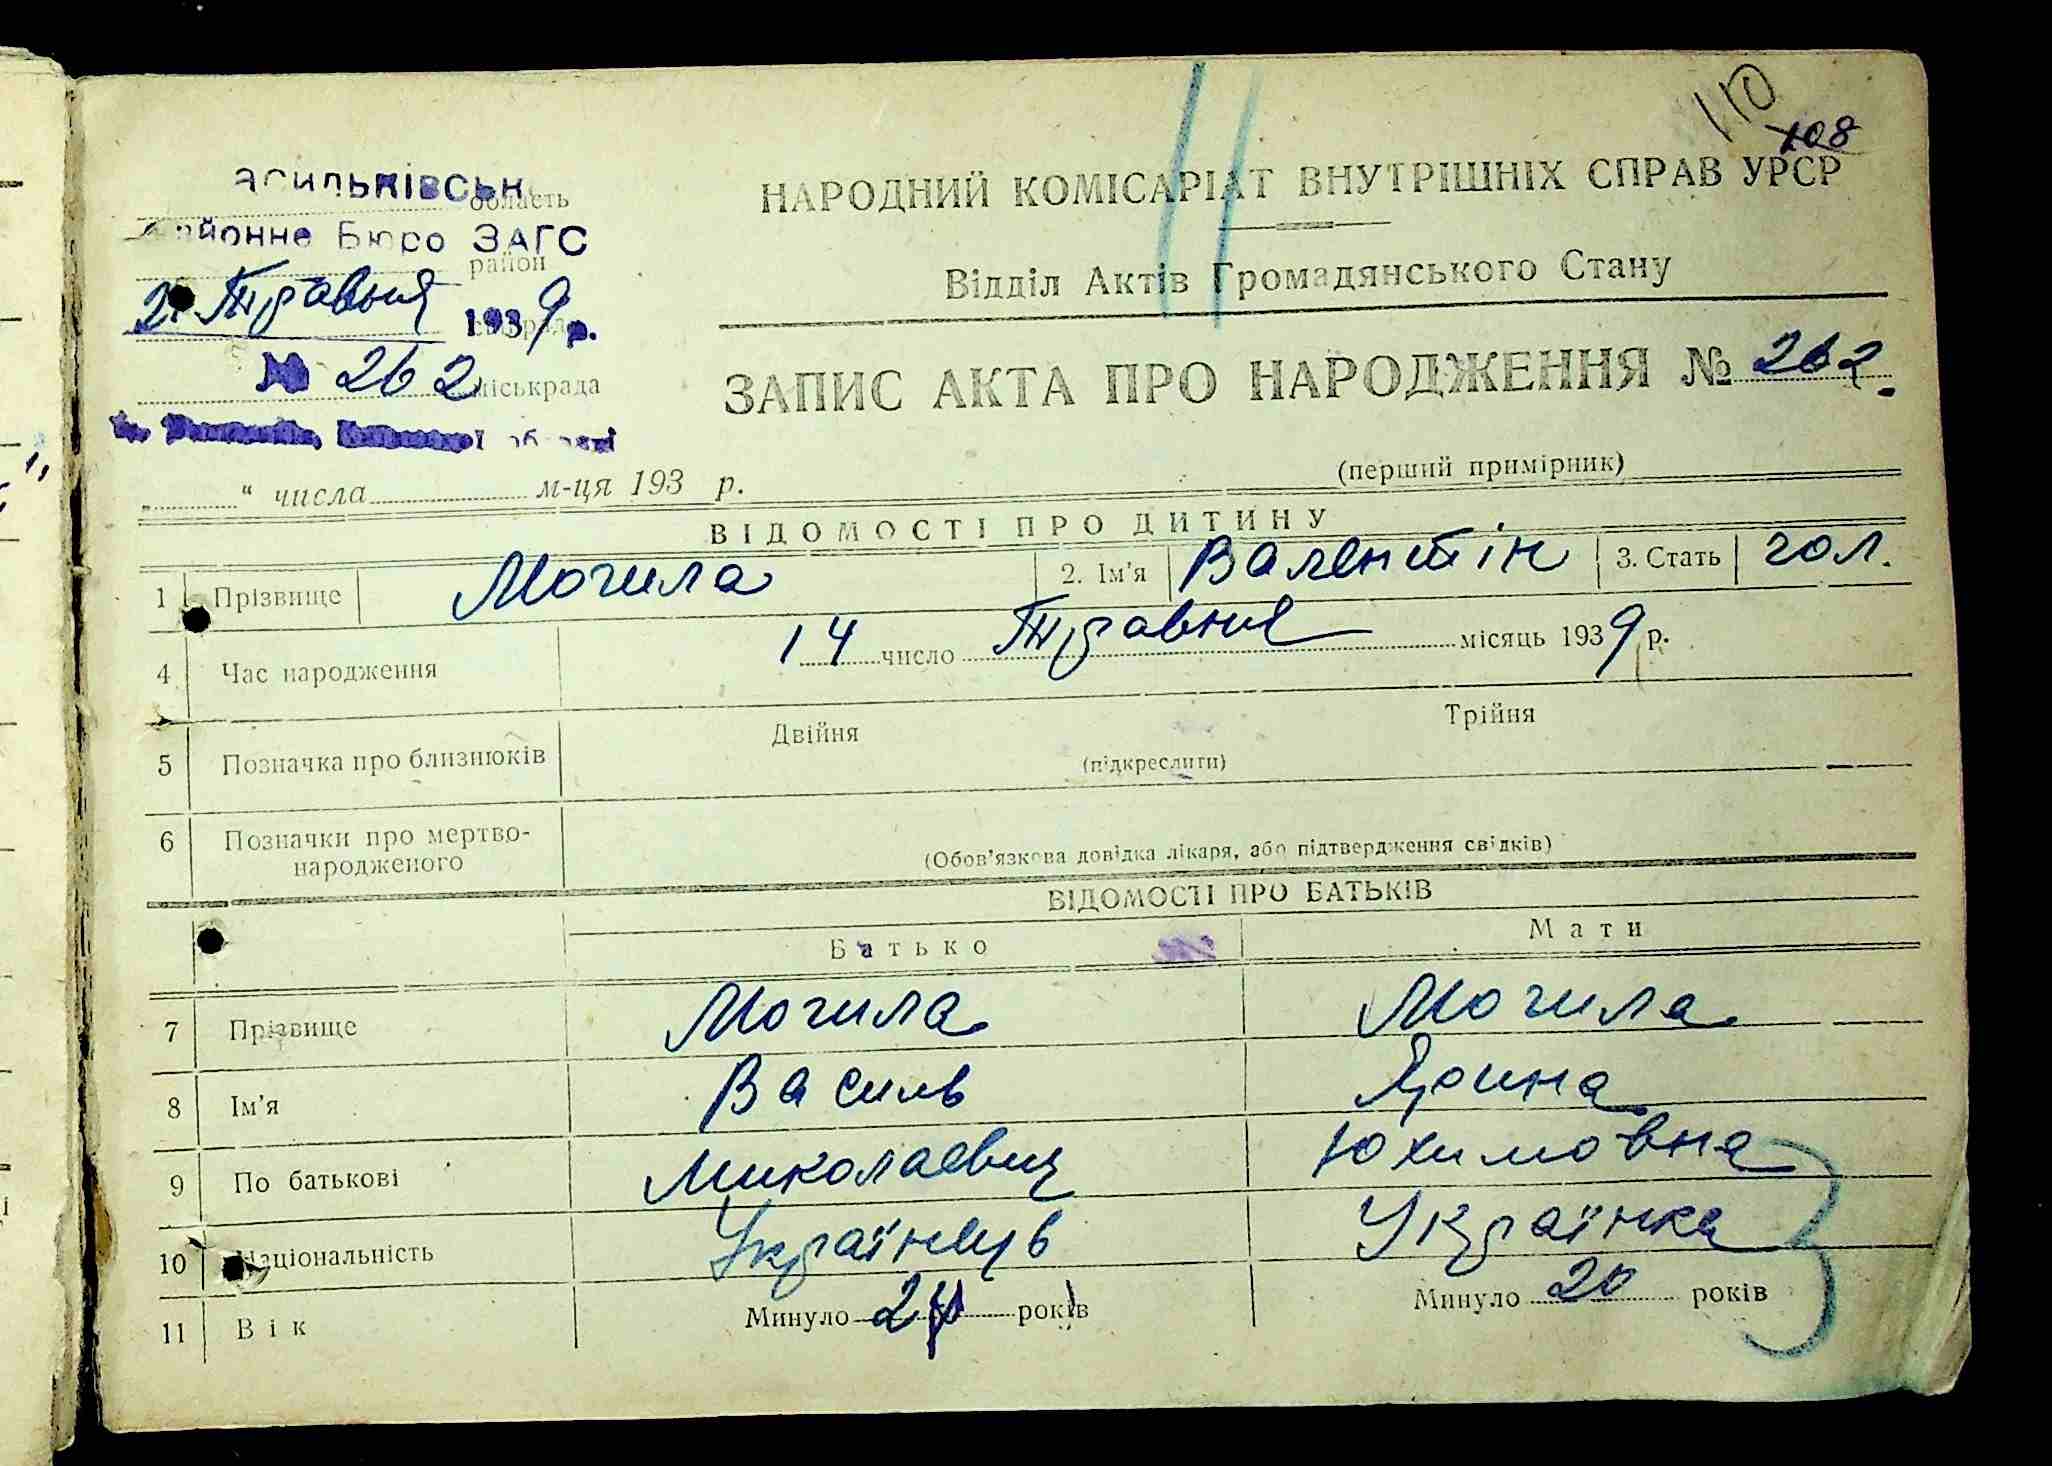 110
108
асильківськ
область
районне Бюро ЗАГС
район
Травня 1939 р.
№ 262
міськрада
області
„ “ числа м-ця 193 р.
НАРОДНИЙ КОМІСАРІАТ ВНУТРІШНІХ СПРАВ УРСР
Відділ Актів Громадянського Стану
ЗАПИС АКТА ПРО НАРОДЖЕННЯ № 262.
(перший примірник)
ВІДОМОСТІ ПРО ДИТИНУ
1 Прізвище Могила 2. Ім'я Валентін 3. Стать чол.
4 Час народження 14 число Травня місяць 1939 р.
5 Позначка про близнюків Двійня Трійня
(підкреслити)
6 Позначки про мертво-
народженого
(Обов'язкова довідка лікаря, або підтвердження свідків)
ВІДОМОСТІ ПРО БАТЬКІВ
Батько Мати
7 Прізвище Могила Могила
8 Ім'я Василь Ярина
9 По батькові Миколаевич Юхимовна
10 Національність Українець Українка
11 Вік Минуло років Минуло 20 років